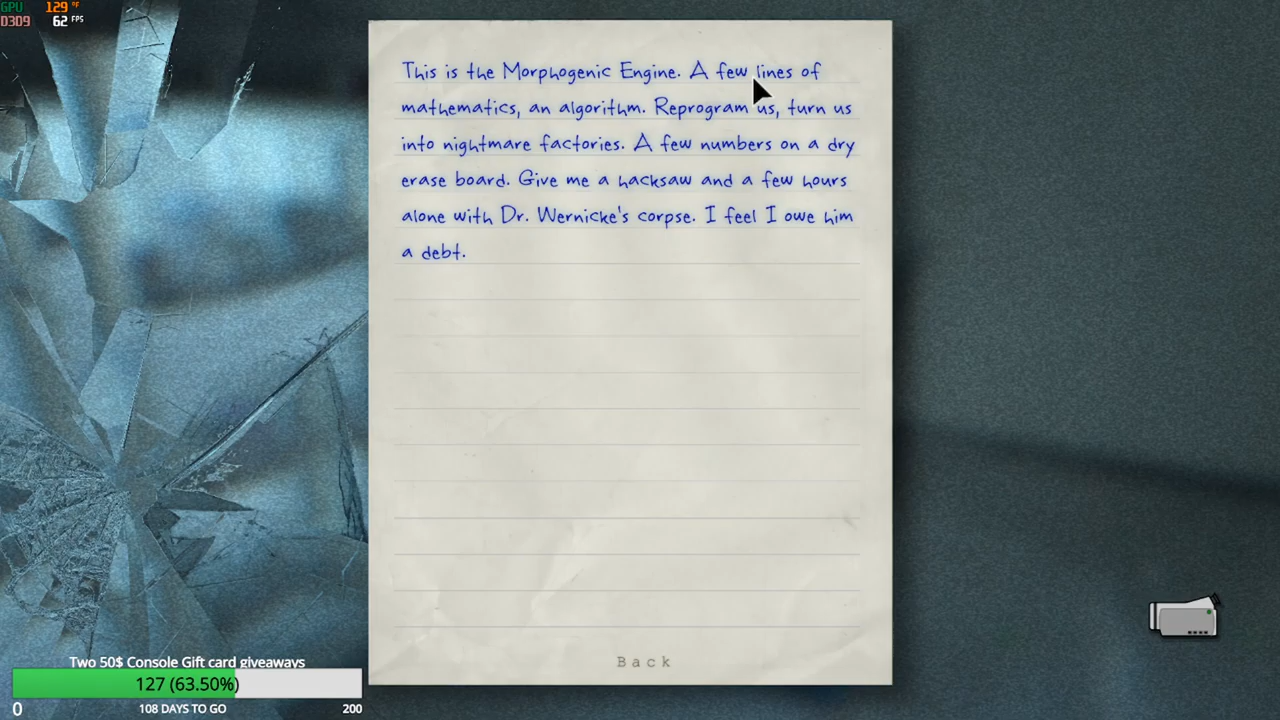 GPU 129 °F
D3D9 62 FPS
This is the Morphogenic Engine. A few lines of
mathematics, an algorithm. Reprogram us, turn us
into nightmare factories. A few numbers on a dry
erase board. Give me a hacksaw and a few hours
alone with Dr. Wernicke's corpse. I feel I owe him
a debt.
Back
Two 50$ Console Gift card giveaways
127 (63.50%)
0 108 DAYS TO GO 200